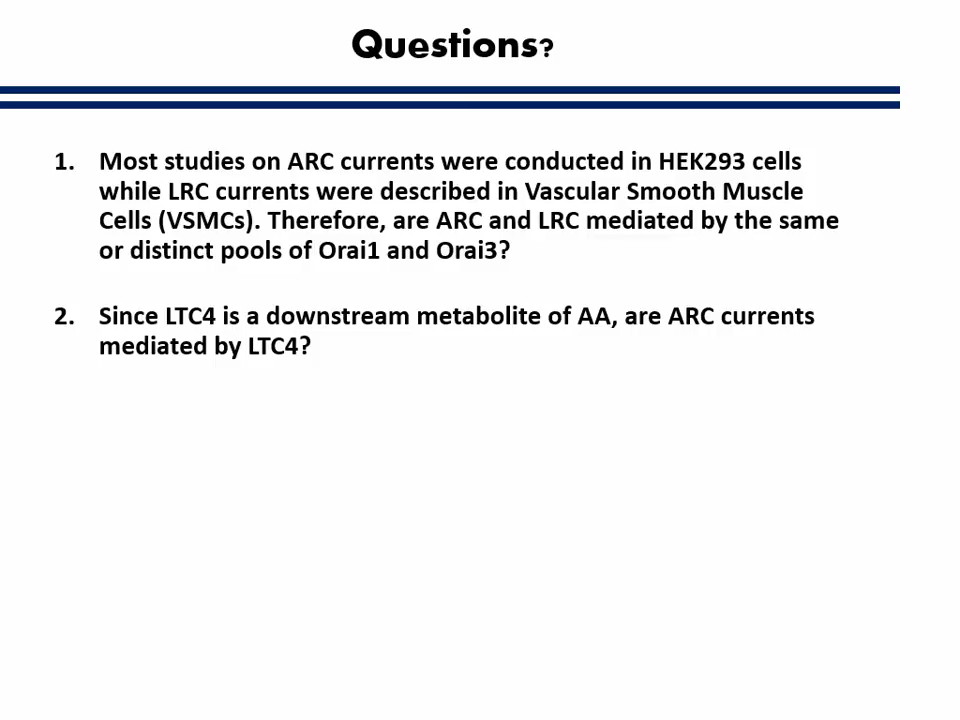 Questions?
1. Most studies on ARC currents were conducted in HEK293 cells
while LRC currents were described in Vascular Smooth Muscle
Cells (VSMCs). Therefore, are ARC and LRC mediated by the same
or distinct pools of Orai1 and Orai3?
2. Since LTC4 is a downstream metabolite of AA, are ARC currents
mediated by LTC4?